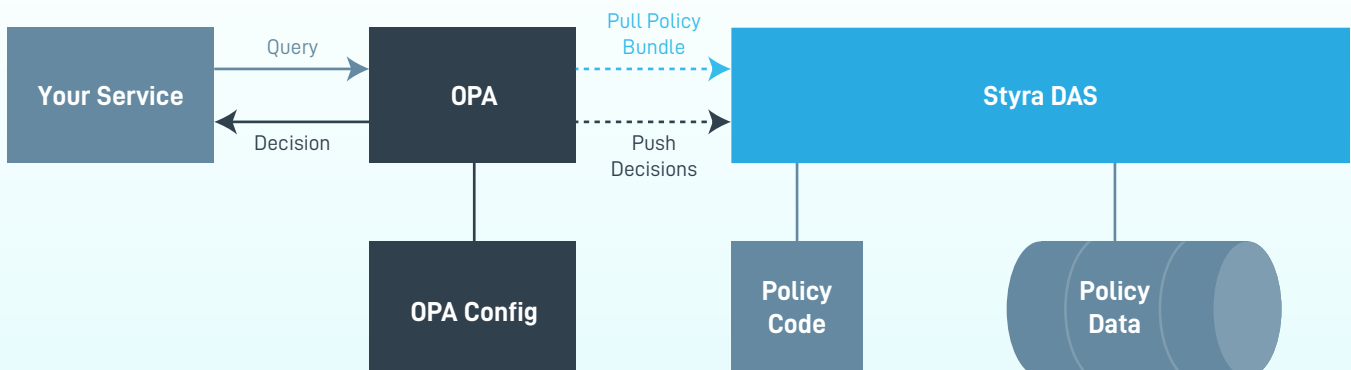 Your Service
Query
Decision
OPA
Pull Policy
Bundle
Push
Decisions
Styra DAS
OPA Config
Policy
Code
Policy
Data